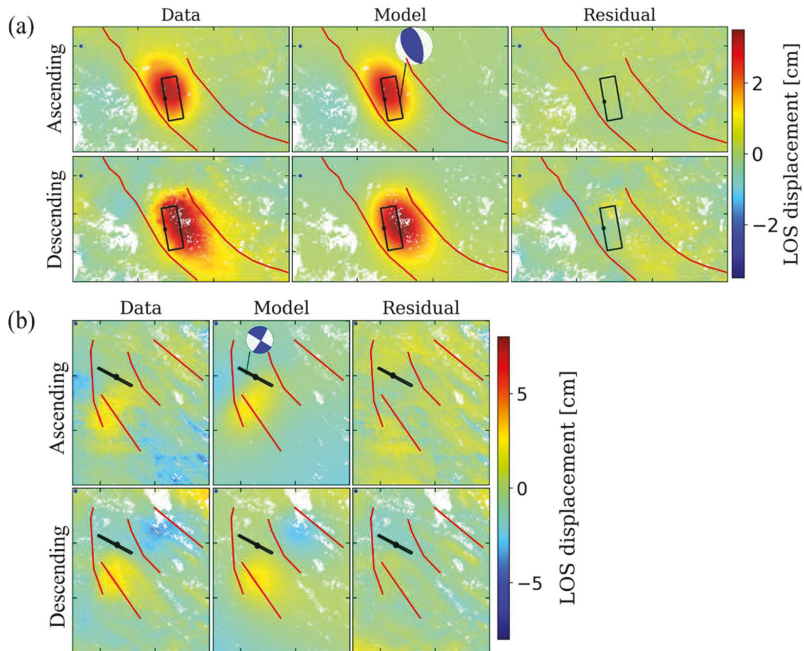 (a)
Data Model Residual
Ascending
Descending
2
0
−2
LOS displacement [cm]
(b)
Data Model Residual
Ascending
Descending
5
0
−5
LOS displacement [cm]